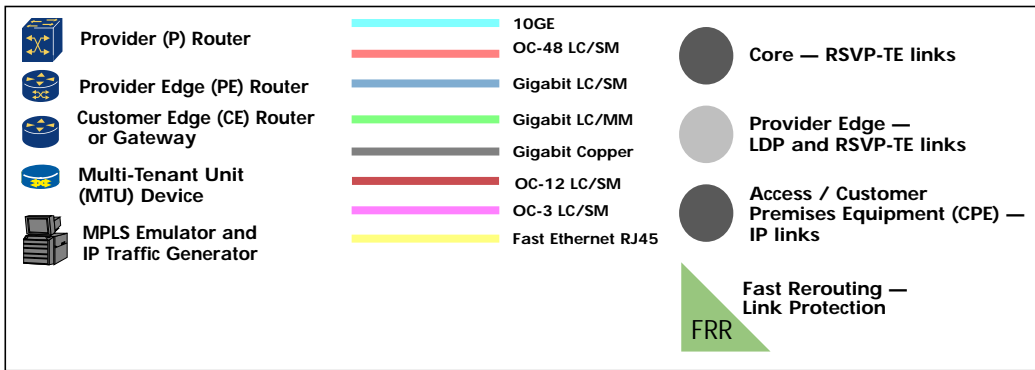 Provider (P) Router
Provider Edge (PE) Router
Customer Edge (CE) Router
or Gateway
Multi-Tenant Unit
(MTU) Device
MPLS Emulator and
IP Traffic Generator
10GE
OC-48 LC/SM
Gigabit LC/SM
Gigabit LC/MM
Gigabit Copper
OC-12 LC/SM
OC-3 LC/SM
Fast Ethernet RJ45
Core — RSVP-TE links
Provider Edge —
LDP and RSVP-TE links
Access / Customer
Premises Equipment (CPE) —
IP links
Fast Rerouting —
Link Protection
FRR